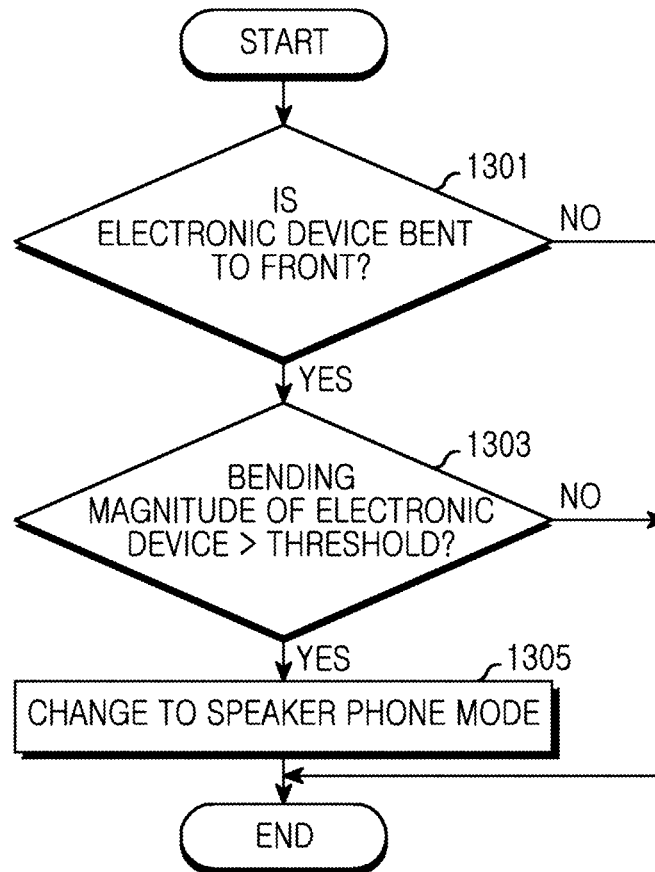 START
1301
IS
ELECTRONIC DEVICE BENT
TO FRONT?
NO
YES
1303
BENDING
MAGNITUDE OF ELECTRONIC
DEVICE > THRESHOLD?
NO
YES
1305
CHANGE TO SPEAKER PHONE MODE
END